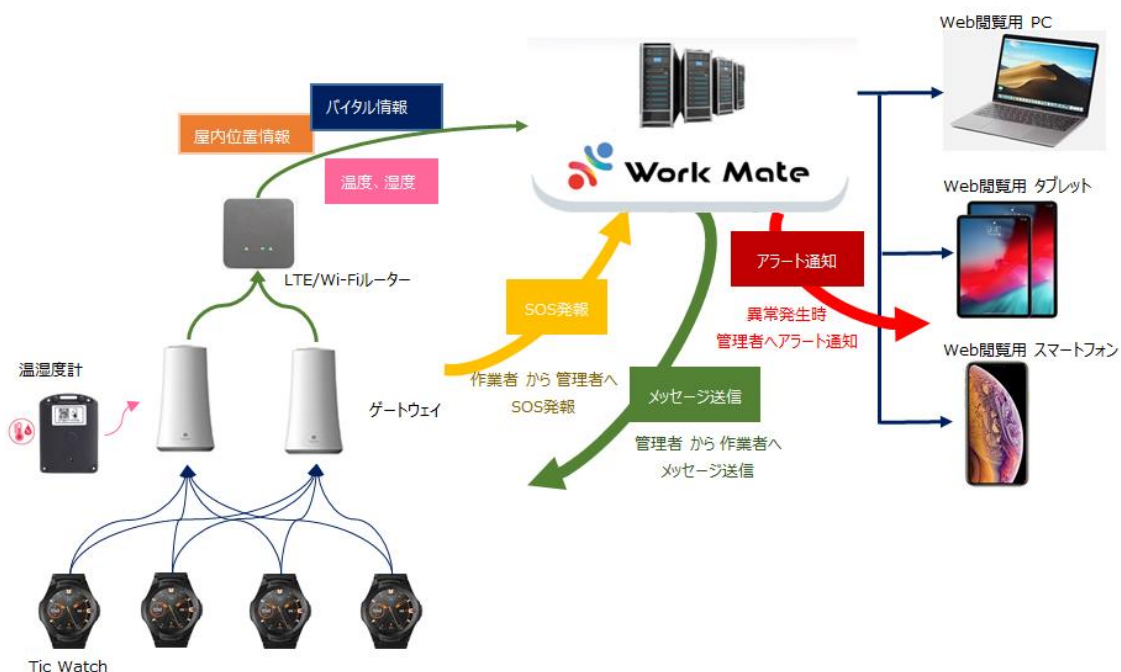 Web閲覧用 PC
バイタル情報
屋内位置情報
温度、湿度
Work Mate
Web閲覧用 タブレット
LTE/Wi-Fiルーター
アラート通知
SOS発報
異常発生時
管理者へアラート通知
Web閲覧用 スマートフォン
温湿度計
作業者 から 管理者へ
SOS発報
メッセージ送信
ゲートウェイ
管理者 から 作業者へ
メッセージ送信
Tic Watch